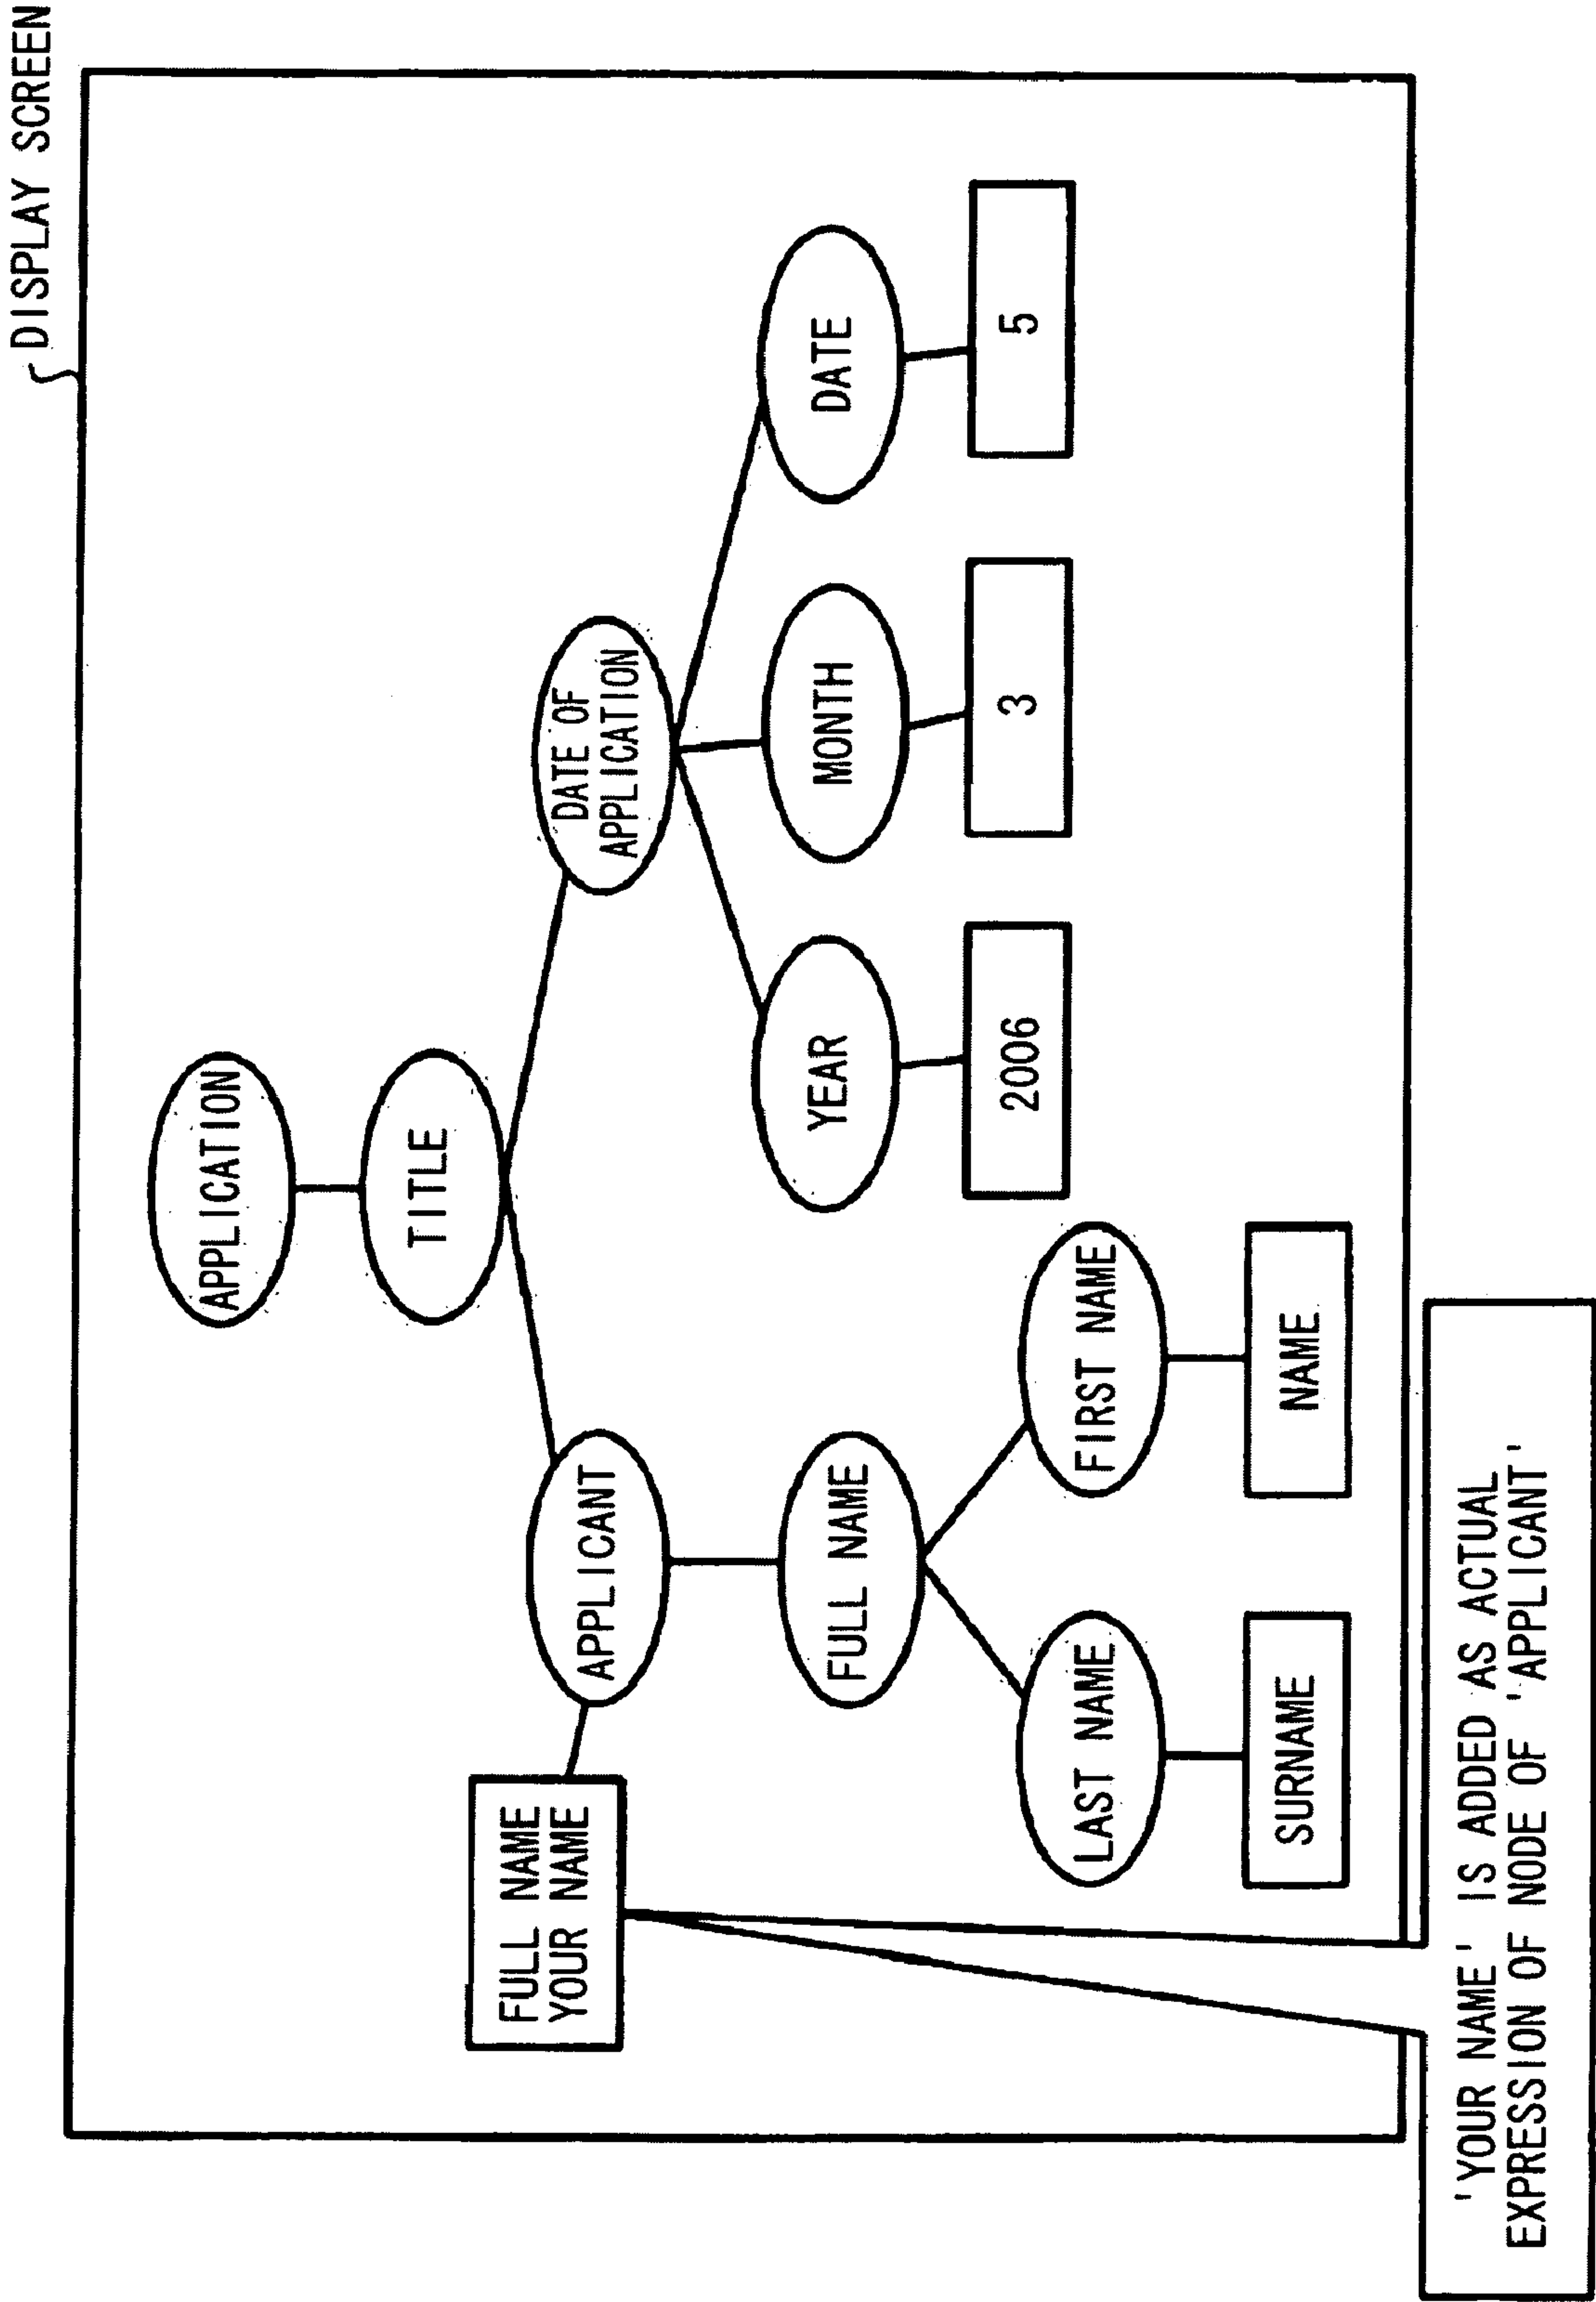 DISPLAY SCREEN
APPLICATION
TITLE
FULL NAME
YOUR NAME
APPLICANT
DATE OF
APPLICATION
FULL NAME
YEAR
MONTH
DATE
2006
3
5
LAST NAME
FIRST NAME
SURNAME
NAME
'YOUR NAME' IS ADDED AS ACTUAL
EXPRESSION OF NODE OF 'APPLICANT'